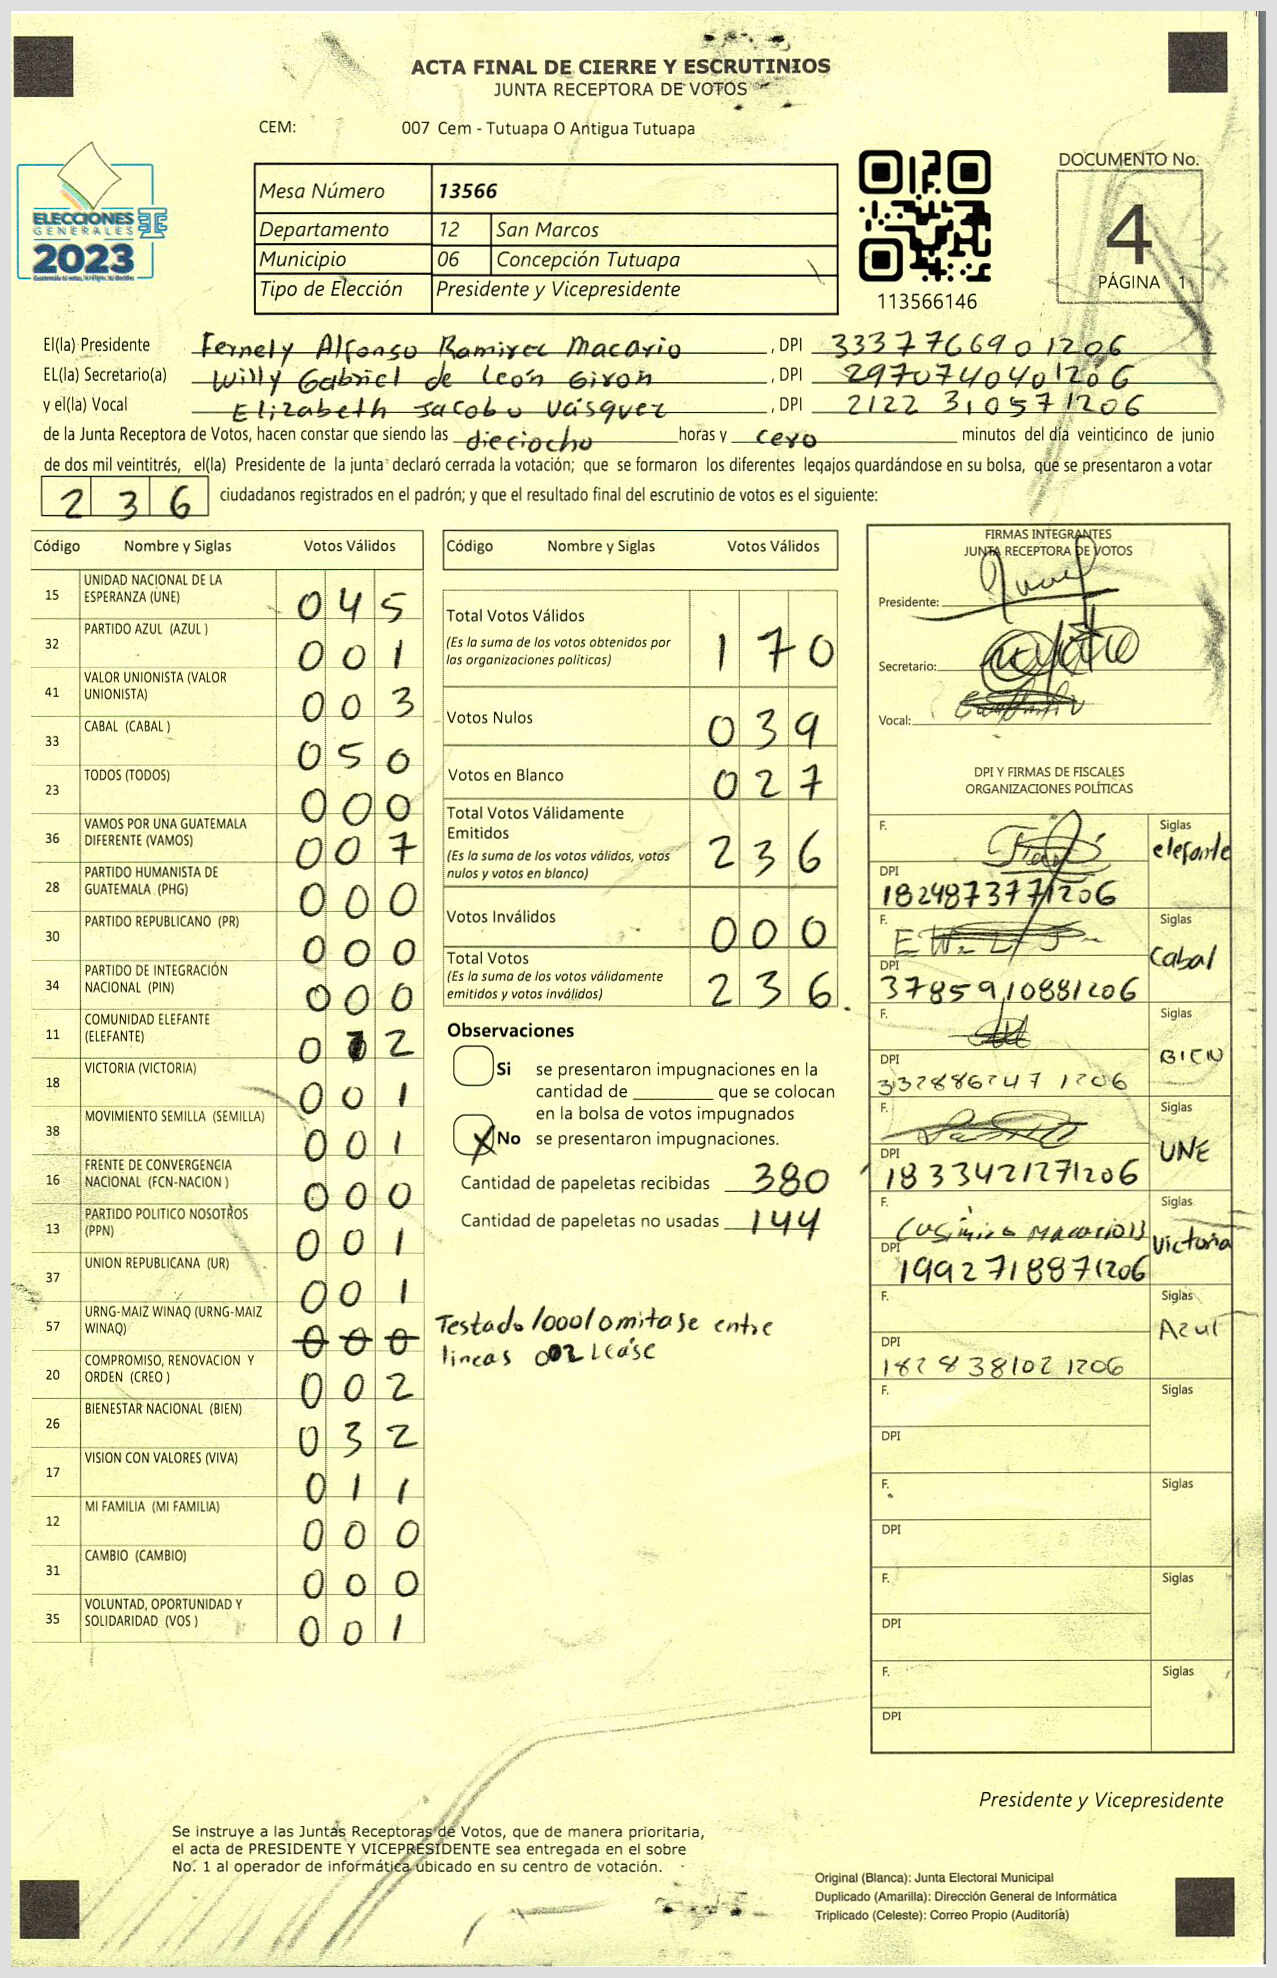 ACTA FINAL DE CIERRE Y ESCRUTINIOS
JUNTA RECEPTORA DE VOTOS
CEM: 007 Cem - Tutuapa O Antigua Tutuapa
ELECCIONES
GENERALES
2023
Mesa Número 13566
Departamento 12 San Marcos
Municipio 06 Concepción Tutuapa
Tipo de Elección Presidente y Vicepresidente
113566146
DOCUMENTO No.
4
PÁGINA 1
El(la) Presidente Fernely Alfonso Ramirez Macario , DPI 3337766901206
EL(la) Secretario(a) Willy Gabriel de León Giron , DPI 2970740401206
y el(la) Vocal Elizabeth Jacobo Vásquez , DPI 2122 310571206
de la Junta Receptora de Votos, hacen constar que siendo las dieciocho horas y cero minutos del día veinticinco de junio
de dos mil veintitrés, el(la) Presidente de la junta declaró cerrada la votación; que se formaron los diferentes legajos guardándose en su bolsa, que se presentaron a votar
236 ciudadanos registrados en el padrón; y que el resultado final del escrutinio de votos es el siguiente:
Código Nombre y Siglas Votos Válidos
15 UNIDAD NACIONAL DE LA ESPERANZA (UNE) 045
32 PARTIDO AZUL (AZUL ) 001
41 VALOR UNIONISTA (VALOR UNIONISTA) 003
33 CABAL (CABAL ) 050
23 TODOS (TODOS) 000
36 VAMOS POR UNA GUATEMALA DIFERENTE (VAMOS) 007
28 PARTIDO HUMANISTA DE GUATEMALA (PHG) 000
30 PARTIDO REPUBLICANO (PR) 000
34 PARTIDO DE INTEGRACIÓN NACIONAL (PIN) 000
11 COMUNIDAD ELEFANTE (ELEFANTE) 012
18 VICTORIA (VICTORIA) 001
38 MOVIMIENTO SEMILLA (SEMILLA) 001
16 FRENTE DE CONVERGENCIA NACIONAL (FCN-NACION ) 000
13 PARTIDO POLITICO NOSOTROS (PPN) 001
37 UNION REPUBLICANA (UR) 001
57 URNG-MAIZ WINAQ (URNG-MAIZ WINAQ) 000
20 COMPROMISO, RENOVACION Y ORDEN (CREO ) 002
26 BIENESTAR NACIONAL (BIEN) 032
17 VISION CON VALORES (VIVA) 011
12 MI FAMILIA (MI FAMILIA) 000
31 CAMBIO (CAMBIO) 000
35 VOLUNTAD, OPORTUNIDAD Y SOLIDARIDAD (VOS ) 001
Código Nombre y Siglas Votos Válidos
Total Votos Válidos 170
(Es la suma de los votos obtenidos por
las organizaciones políticas)
Votos Nulos 039
Votos en Blanco 027
Total Votos Válidamente
Emitidos 236
(Es la suma de los votos válidos, votos
nulos y votos en blanco)
Votos Inválidos 000
Total Votos 236.
(Es la suma de los votos válidamente
emitidos y votos inválidos)
Observaciones
Si se presentaron impugnaciones en la
cantidad de ________ que se colocan
en la bolsa de votos impugnados
X No se presentaron impugnaciones.
Cantidad de papeletas recibidas 380
Cantidad de papeletas no usadas 144
Testado /000/ omitase entre
lineas 002 Léase
FIRMAS INTEGRANTES
JUNTA RECEPTORA DE VOTOS
Presidente:
Secretario:
Vocal:
DPI Y FIRMAS DE FISCALES
ORGANIZACIONES POLÍTICAS
F. Siglas elefante
DPI 1824873771206
F. Siglas Cabal
DPI 3785910881206
F. Siglas BIEN
DPI 332886247 1206
F. Siglas UNE
DPI 1833421271206
F. Siglas Victoria
DPI 1992718871206
F. Siglas Azul
DPI 1828381021206
F. Siglas
DPI
F. Siglas
DPI
F. Siglas
DPI
F. Siglas
DPI
Presidente y Vicepresidente
Se instruye a las Juntas Receptoras de Votos, que de manera prioritaria,
el acta de PRESIDENTE Y VICEPRESIDENTE sea entregada en el sobre
No. 1 al operador de informática ubicado en su centro de votación.
Original (Blanca): Junta Electoral Municipal
Duplicado (Amarilla): Dirección General de Informática
Triplicado (Celeste): Correo Propio (Auditoría)